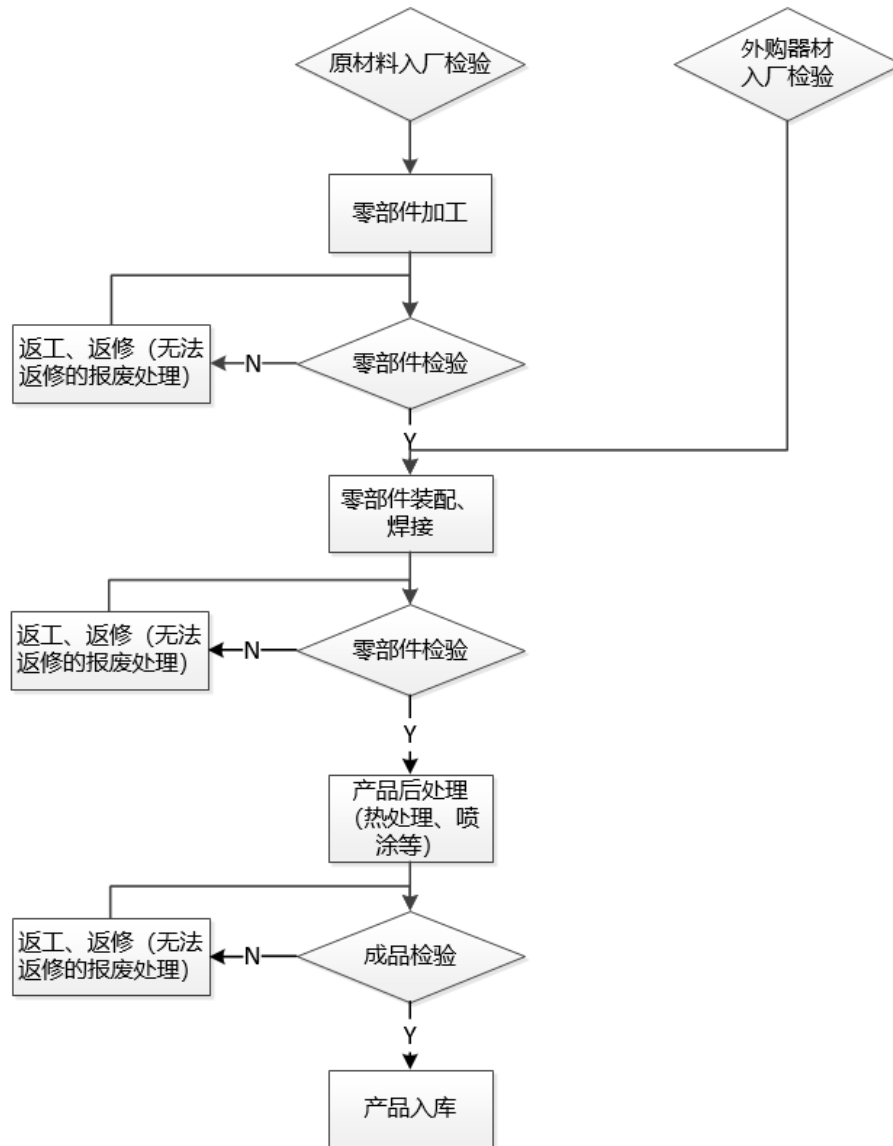 原材料入厂检验
外购器材
入厂检验
零部件加工
返工、返修（无法
返修的报废处理）
N
零部件检验
Y
零部件装配、
焊接
返工、返修（无法
返修的报废处理）
N
零部件检验
Y
产品后处理
（热处理、喷
涂等）
返工、返修（无法
返修的报废处理）
N
成品检验
Y
产品入库